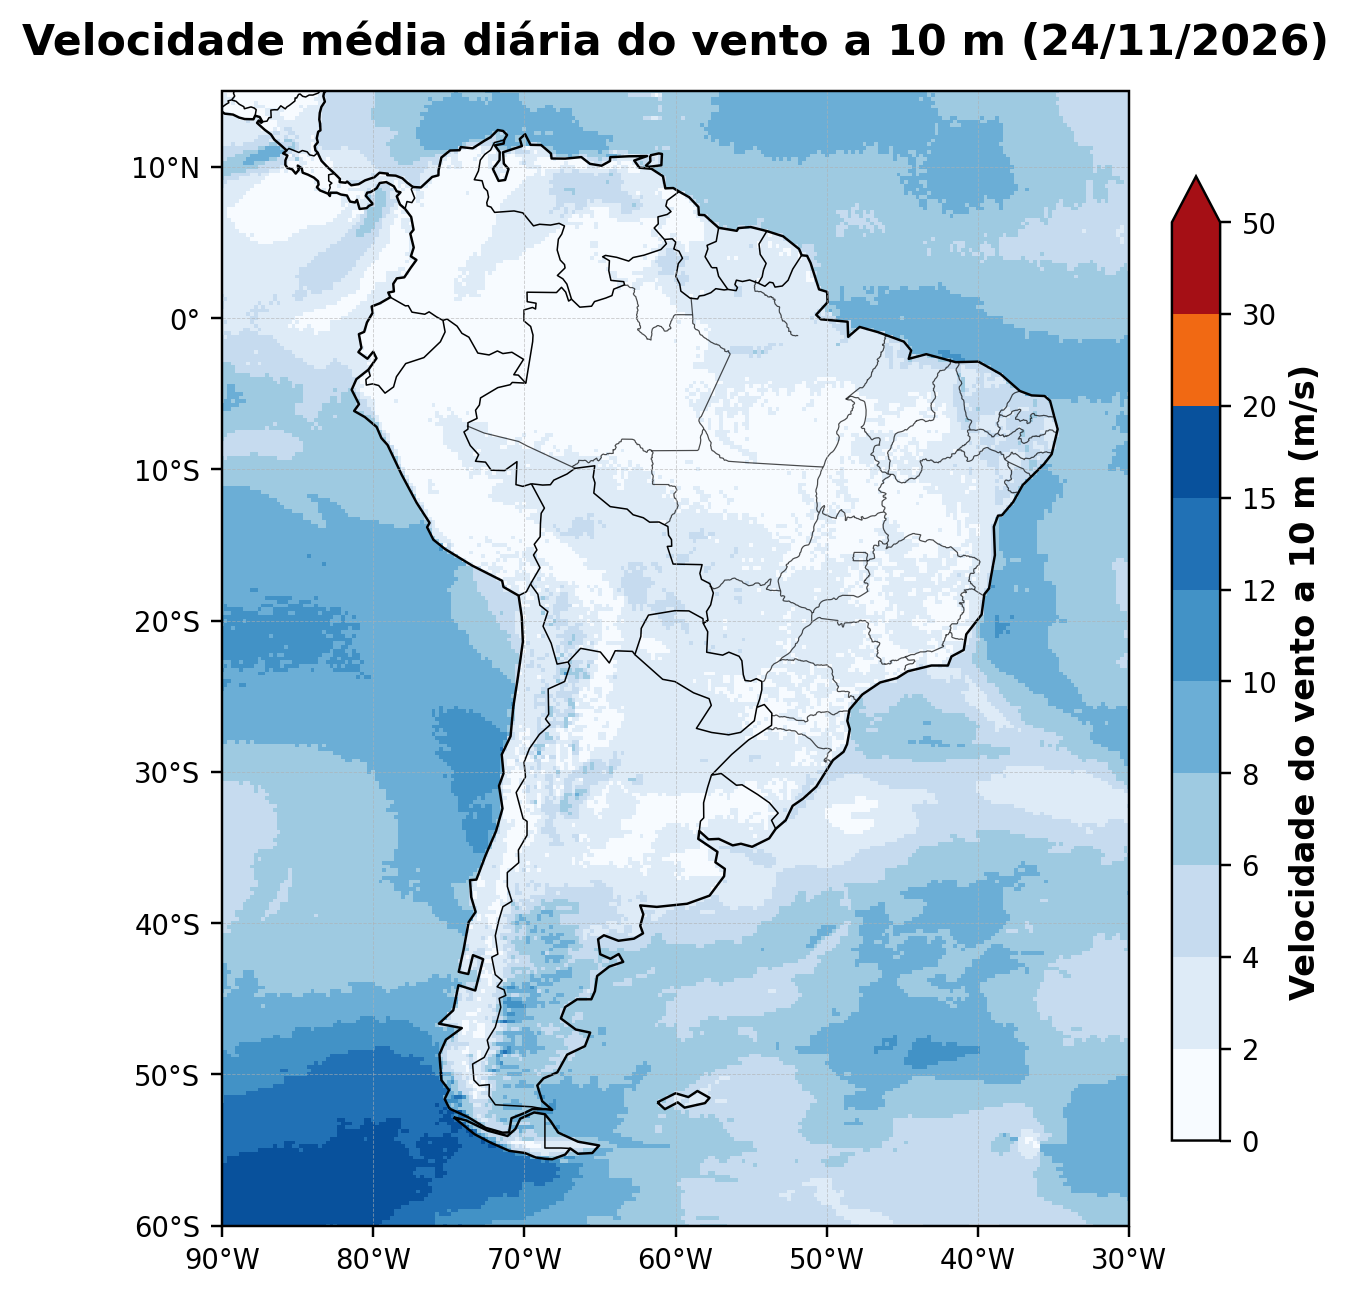 Velocidade média diária do vento a 10 m (24/11/2026)
10°N
0°
10°S
20°S
30°S
40°S
50°S
60°S
90°W
80°W
70°W
60°W
50°W
40°W
30°W
50
30
20
15
12
10
8
6
4
2
0
Velocidade do vento a 10 m (m/s)